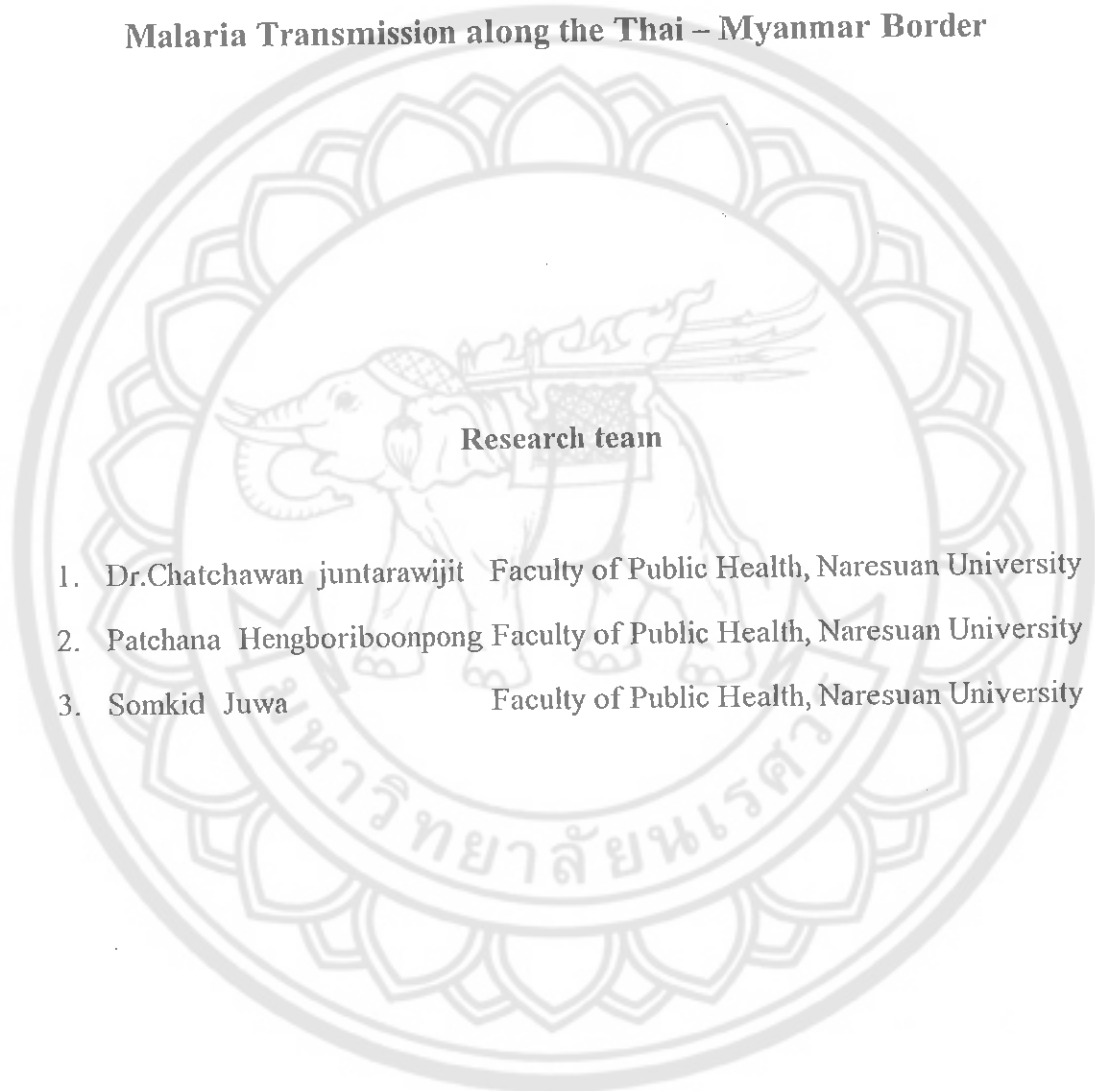 Malaria Transmission along the Thai – Myanmar Border
Research team
1. Dr.Chatchawan juntarawijit Faculty of Public Health, Naresuan University
2. Patchana Hengboriboonpong Faculty of Public Health, Naresuan University
3. Somkid Juwa Faculty of Public Health, Naresuan University
มหาวิทยาลัยนเรศวร